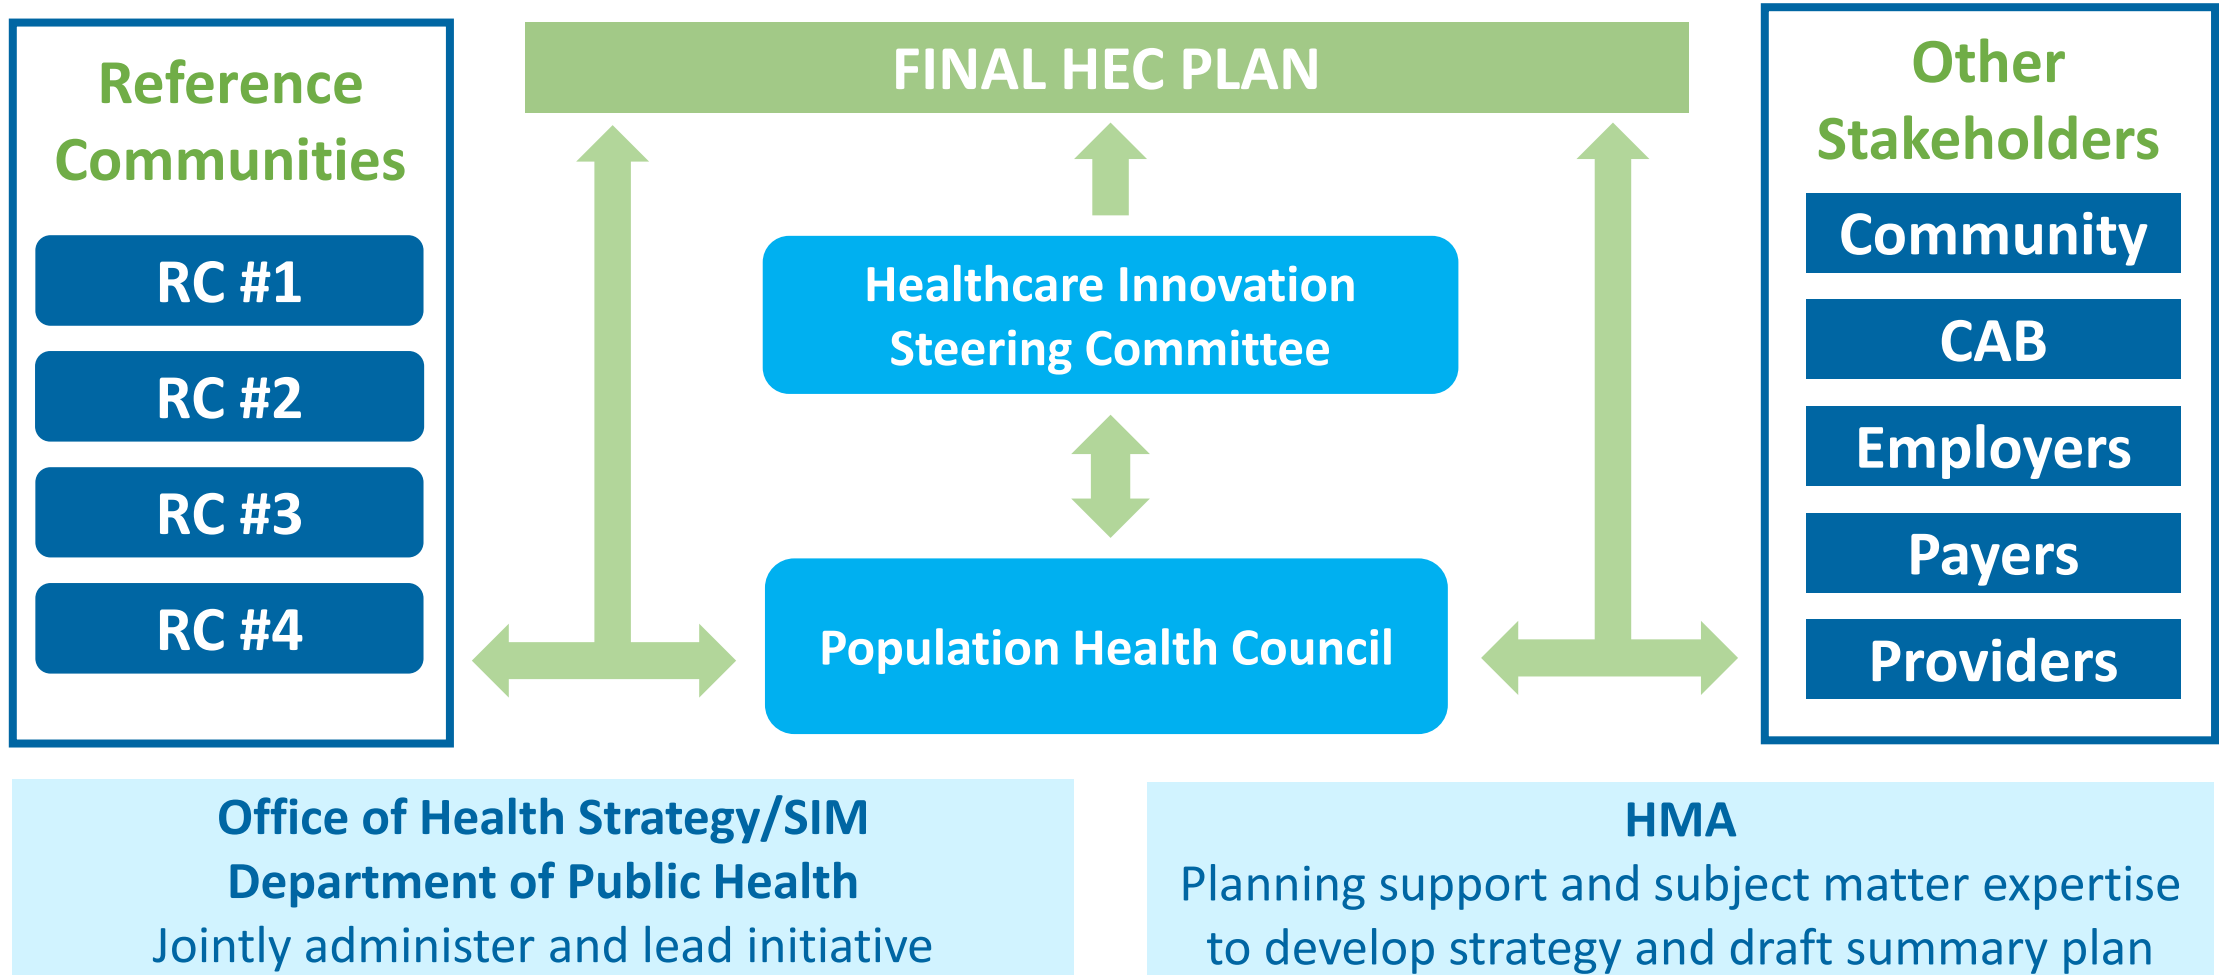 Reference
Communities
RC #1
RC #2
RC #3
RC #4
FINAL HEC PLAN
Healthcare Innovation
Steering Committee
Population Health Council
Other
Stakeholders
Community
CAB
Employers
Payers
Providers
Office of Health Strategy/SIM
Department of Public Health
Jointly administer and lead initiative
HMA
Planning support and subject matter expertise
to develop strategy and draft summary plan